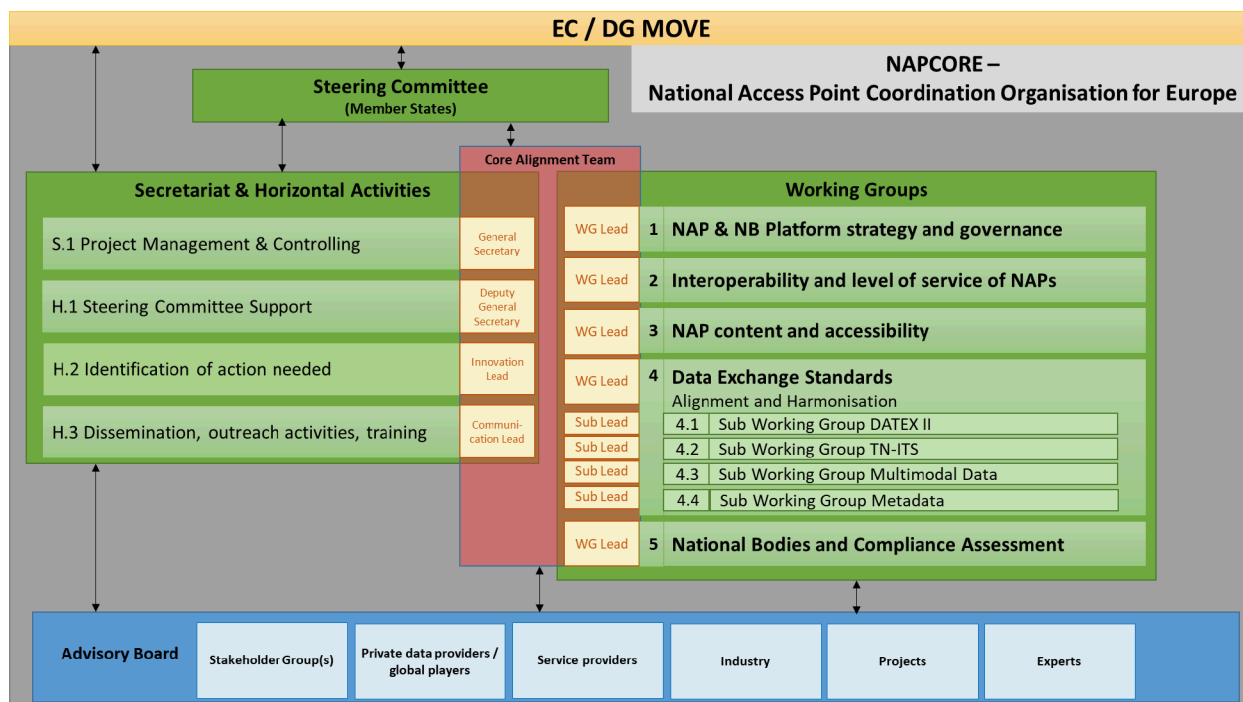 EC / DG MOVE
NAPCORE –
National Access Point Coordination Organisation for Europe
Steering Committee
(Member States)
Core Alignment Team
Secretariat & Horizontal Activities
S.1 Project Management & Controlling
General
Secretary
H.1 Steering Committee Support
Deputy
General
Secretary
H.2 Identification of action needed
Innovation
Lead
H.3 Dissemination, outreach activities, training
Communi-
cation Lead
Working Groups
WG Lead
1 NAP & NB Platform strategy and governance
WG Lead
2 Interoperability and level of service of NAPs
WG Lead
3 NAP content and accessibility
WG Lead
4 Data Exchange Standards
Alignment and Harmonisation
Sub Lead
4.1 Sub Working Group DATEX II
Sub Lead
4.2 Sub Working Group TN-ITS
Sub Lead
4.3 Sub Working Group Multimodal Data
Sub Lead
4.4 Sub Working Group Metadata
WG Lead
5 National Bodies and Compliance Assessment
Advisory Board
Stakeholder Group(s)
Private data providers /
global players
Service providers
Industry
Projects
Experts